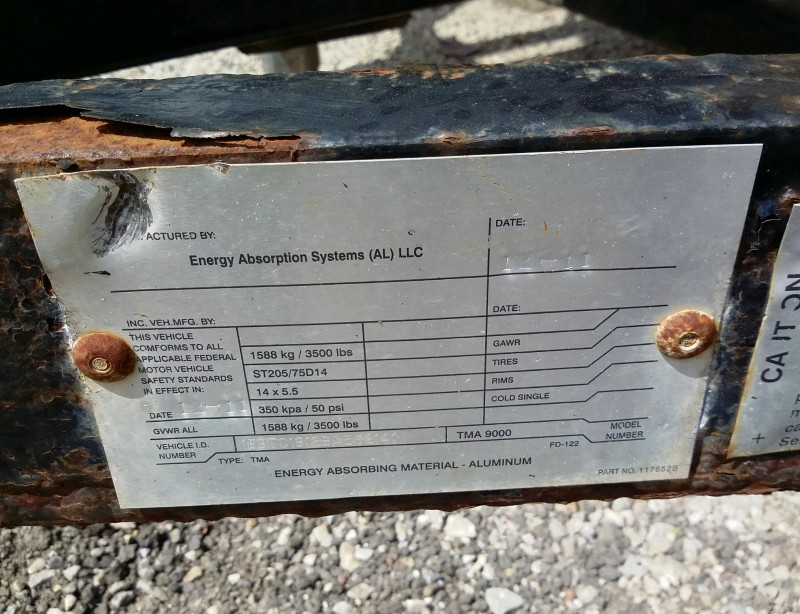 ACTURED BY:
DATE:
Energy Absorption Systems (AL) LLC
INC. VEH.MFG. BY:
DATE:
THIS VEHICLE
CONFORMS TO ALL
APPLICABLE FEDERAL
MOTOR VEHICLE
SAFETY STANDARDS
IN EFFECT IN:
1588 kg / 3500 lbs
GAWR
ST205/75D14
TIRES
14 x 5.5
RIMS
350 kpa / 50 psi
COLD SINGLE
DATE
GVWR ALL
1588 kg / 3500 lbs
VEHICLE I.D.
NUMBER
TMA 9000
FD-122
MODEL
NUMBER
TYPE: TMA
ENERGY ABSORBING MATERIAL - ALUMINUM
PART NO. 117652B